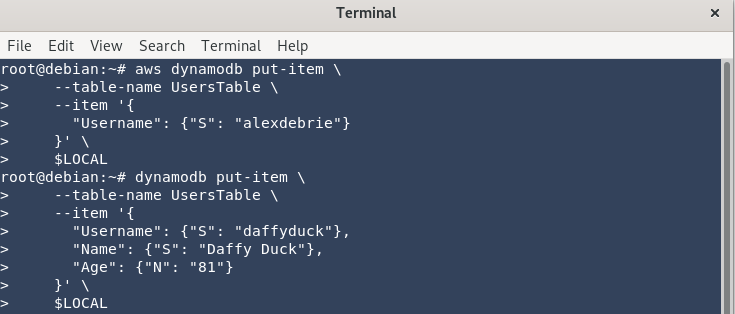 Terminal
×
File Edit View Search Terminal Help
root@debian:~# aws dynamodb put-item \
>     --table-name UsersTable \
>     --item '{
>       "Username": {"S": "alexdebrie"}
>     }' \
>     $LOCAL
root@debian:~# dynamodb put-item \
>     --table-name UsersTable \
>     --item '{
>       "Username": {"S": "daffyduck"},
>       "Name": {"S": "Daffy Duck"},
>       "Age": {"N": "81"}
>     }' \
>     $LOCAL